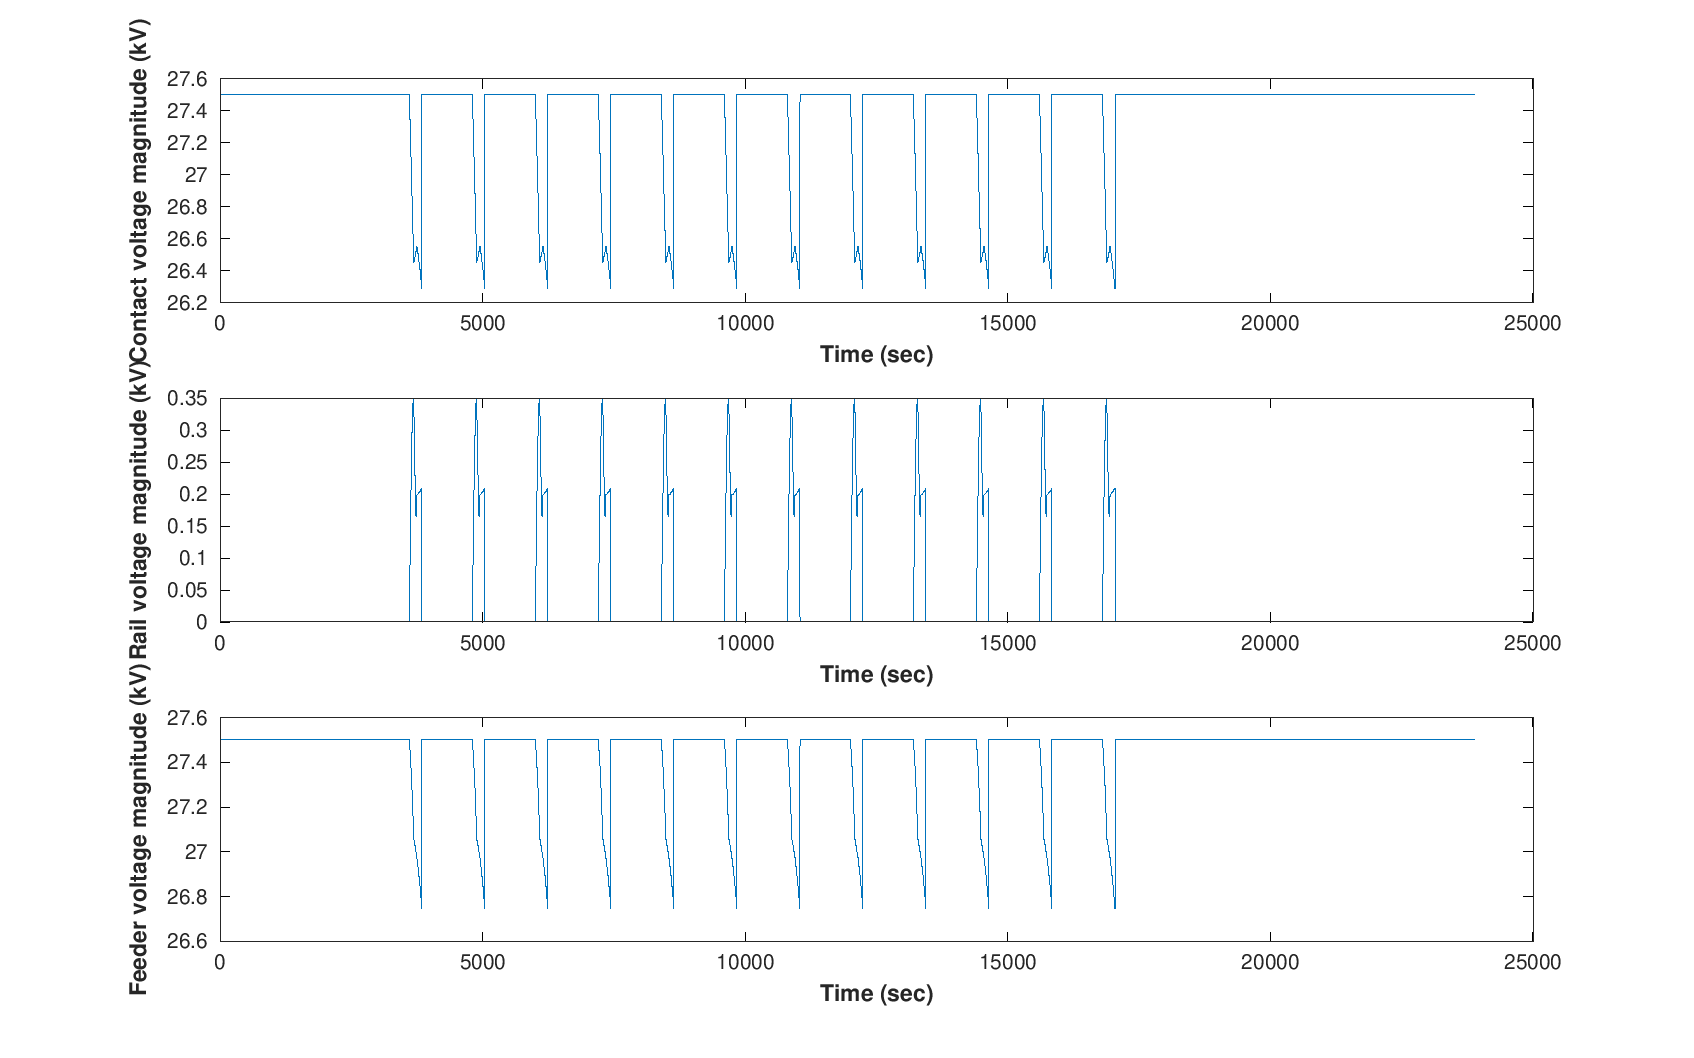 Contact voltage magnitude (kV)
27.6
27.4
27.2
27
26.8
26.6
26.4
26.2
0 5000 10000 15000 20000 25000
Time (sec)
Rail voltage magnitude (kV)
0.35
0.3
0.25
0.2
0.15
0.1
0.05
0
0 5000 10000 15000 20000 25000
Time (sec)
Feeder voltage magnitude (kV)
27.6
27.4
27.2
27
26.8
26.6
0 5000 10000 15000 20000 25000
Time (sec)